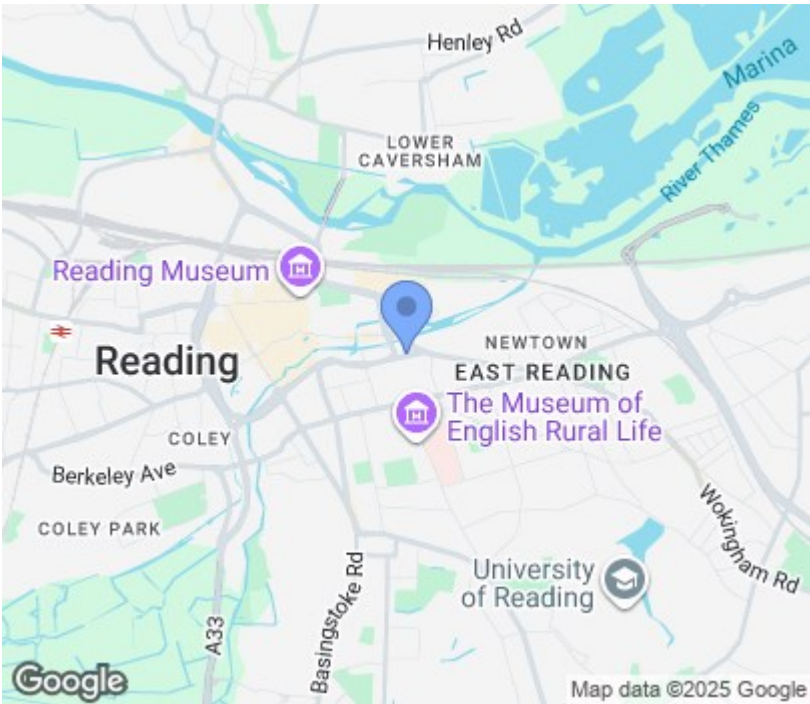 Henley Rd
Marina
LOWER
CAVERSHAM
River Thames
Reading Museum
NEWTOWN
Reading
EAST READING
The Museum of
English Rural Life
COLEY
Berkeley Ave
COLEY PARK
Wokingham Rd
University
of Reading
Basingstoke Rd
A33
Google
Map data ©2025 Google